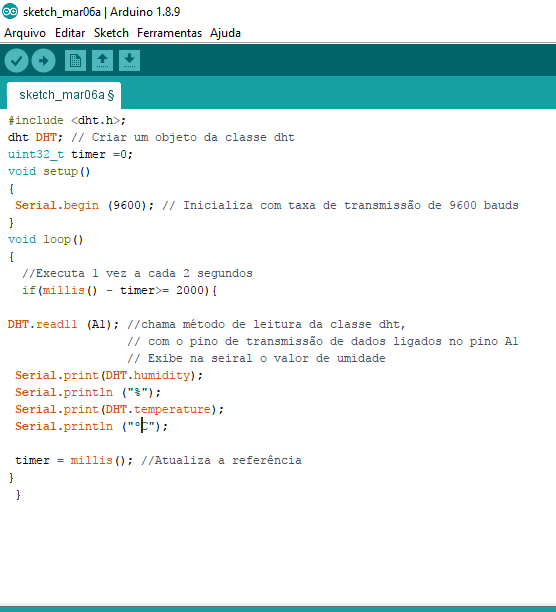 sketch_mar06a | Arduino 1.8.9
Arquivo Editar Sketch Ferramentas Ajuda
sketch_mar06a §
#include <dht.h>;
dht DHT; // Criar um objeto da classe dht
uint32_t timer =0;
void setup()
{
Serial.begin (9600); // Inicializa com taxa de transmissão de 9600 bauds
}
void loop()
{
//Executa 1 vez a cada 2 segundos
if(millis() - timer>= 2000){
DHT.read11 (A1); //chama método de leitura da classe dht,
// com o pino de transmissão de dados ligados no pino A1
// Exibe na seiral o valor de umidade
Serial.print(DHT.humidity);
Serial.println ("%");
Serial.print(DHT.temperature);
Serial.println ("°C");
timer = millis(); //Atualiza a referência
}
}